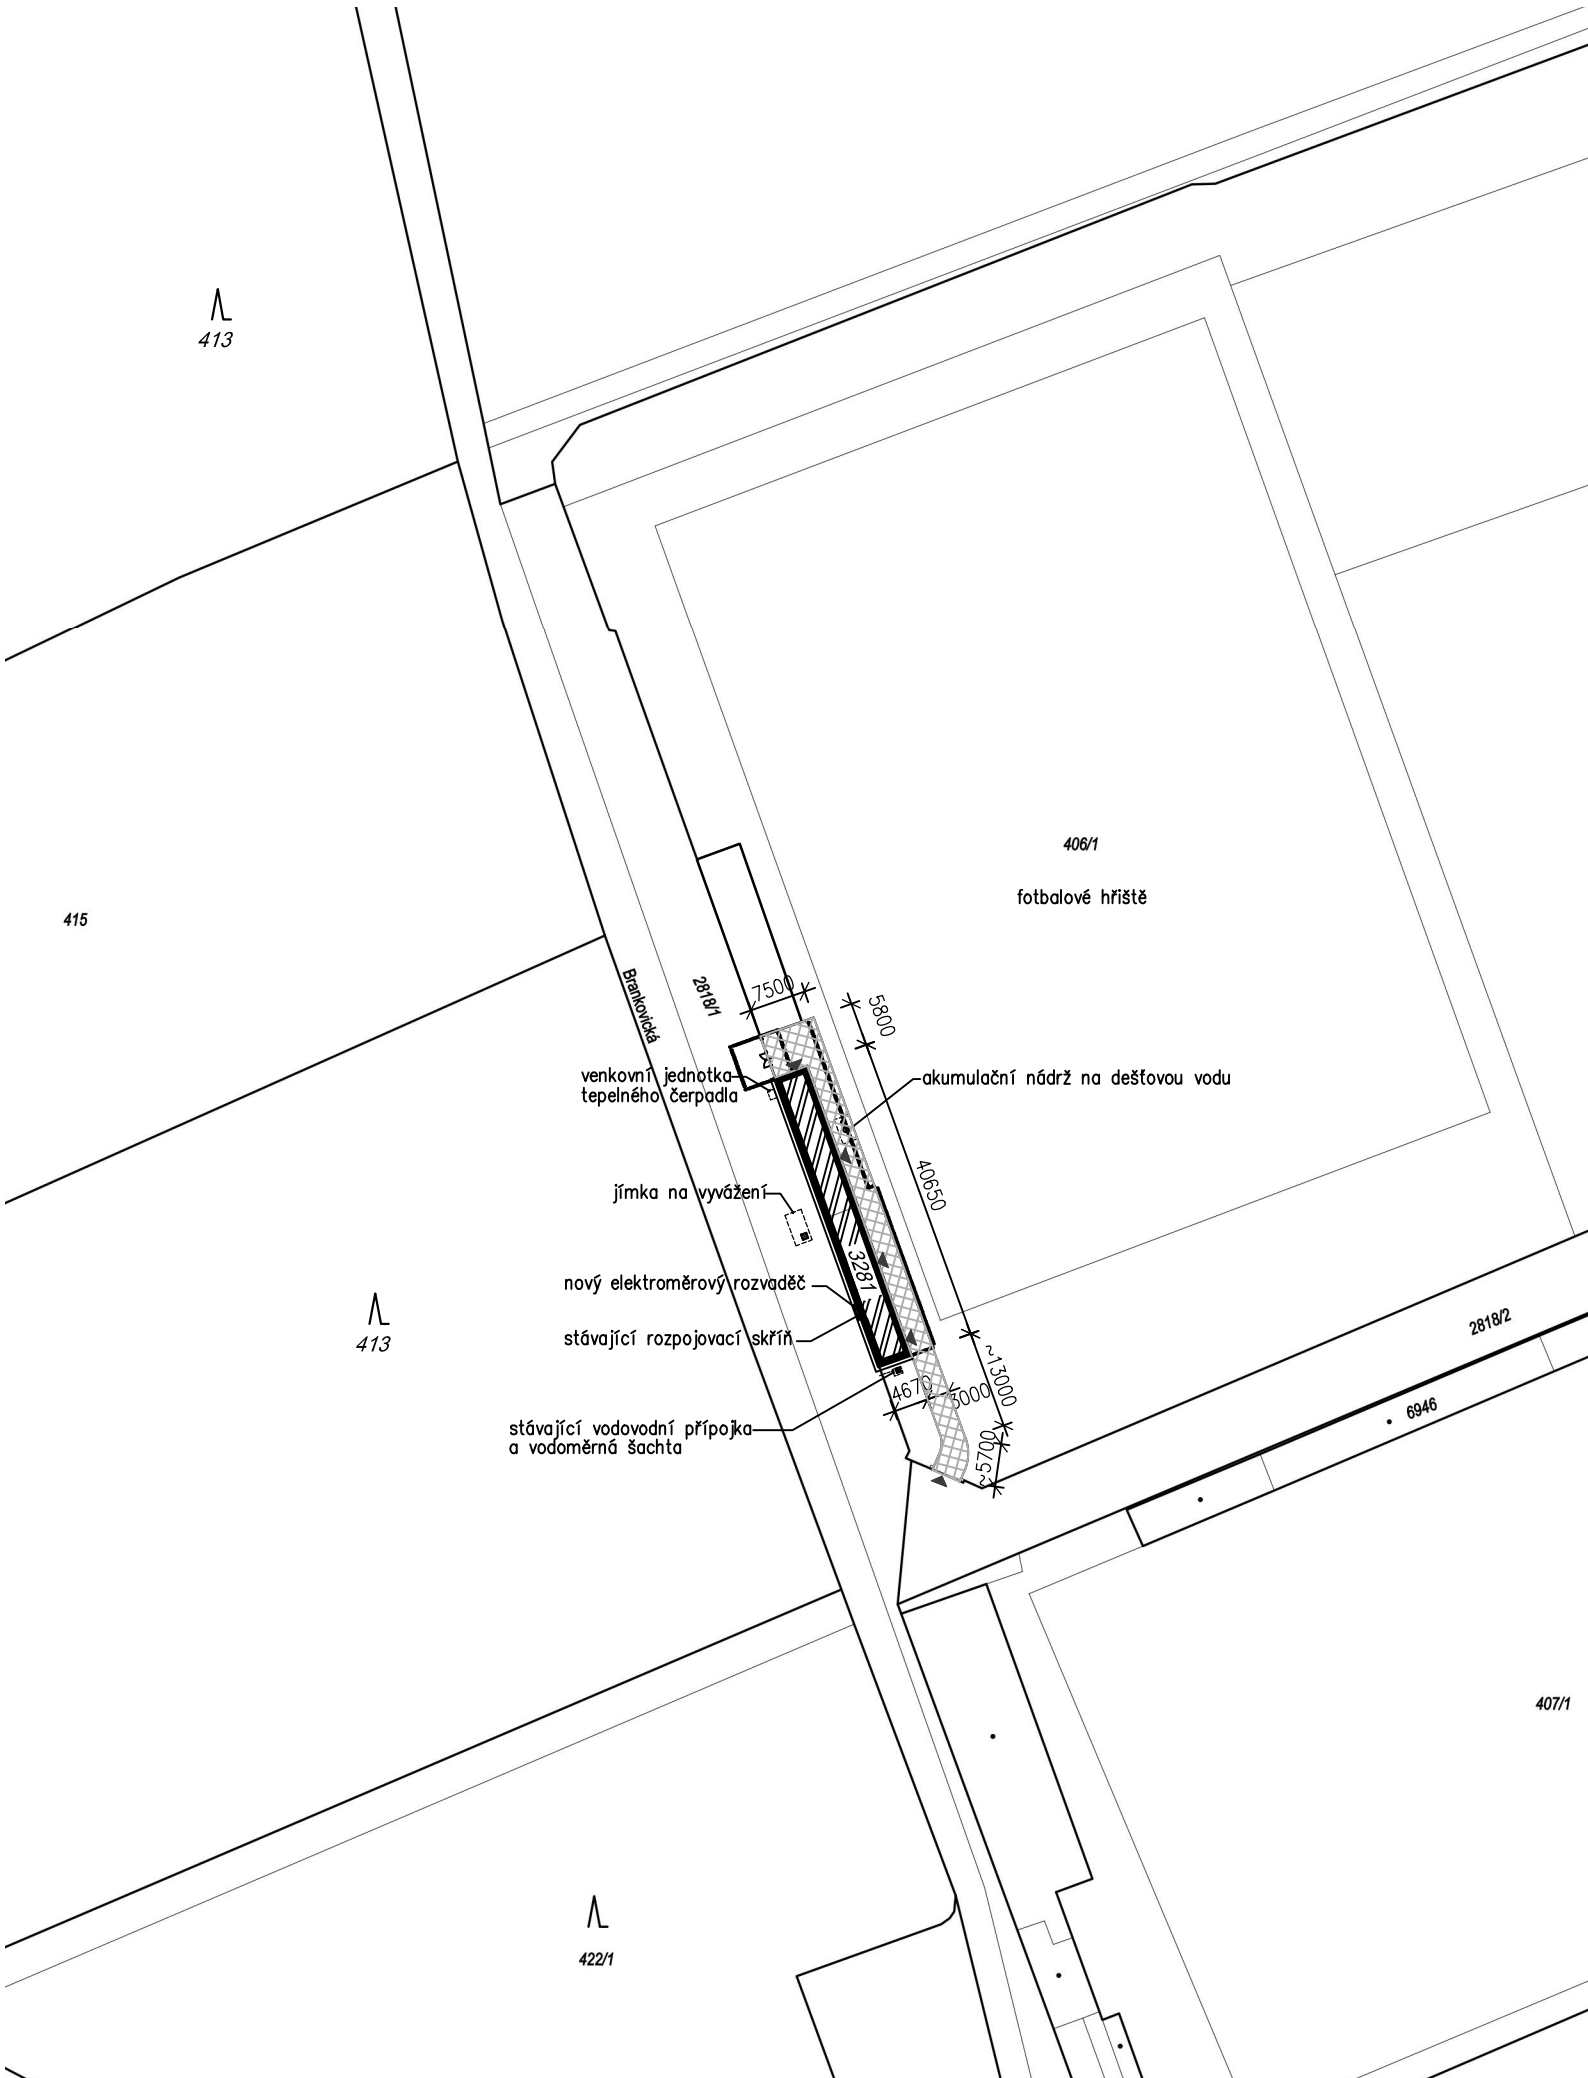 413
406/1
fotbalové hřiště
415
Brankovická
2818/1
7500
5800
venkovní jednotka
tepelného čerpadla
akumulační nádrž na dešťovou vodu
40650
jímka na vyvážení
3281
nový elektroměrový rozvaděč
stávající rozpojovací skříň
413
2818/2
~13000
4670
3000
6946
stávající vodovodní přípojka
a vodoměrná šachta
~5700
407/1
422/1